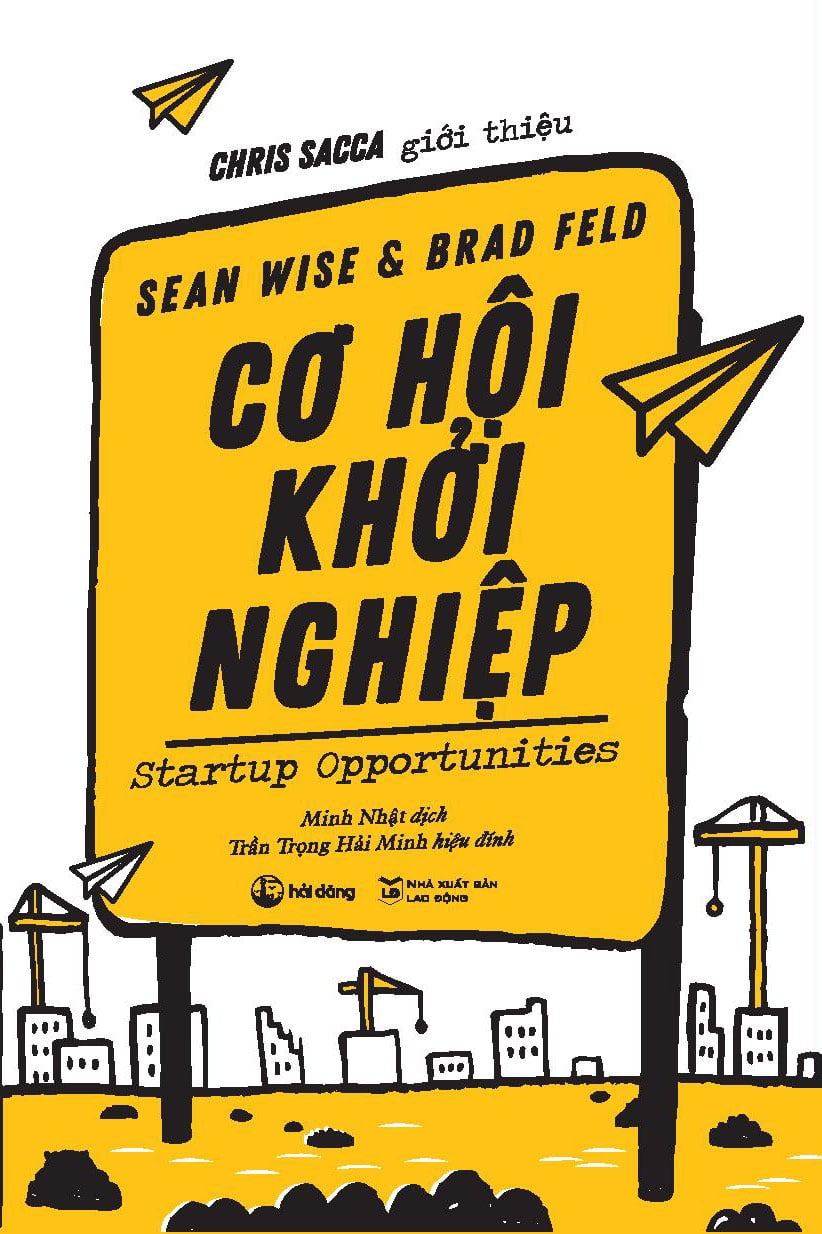 CHRIS SACCA giới thiệu
SEAN WISE & BRAD FELD
CƠ HỘI
KHỞI
NGHIỆP
Startup Opportunities
Minh Nhật dịch
Trần Trọng Hải Minh hiệu đính
hải đăng
NHÀ XUẤT BẢN
LAO ĐỘNG